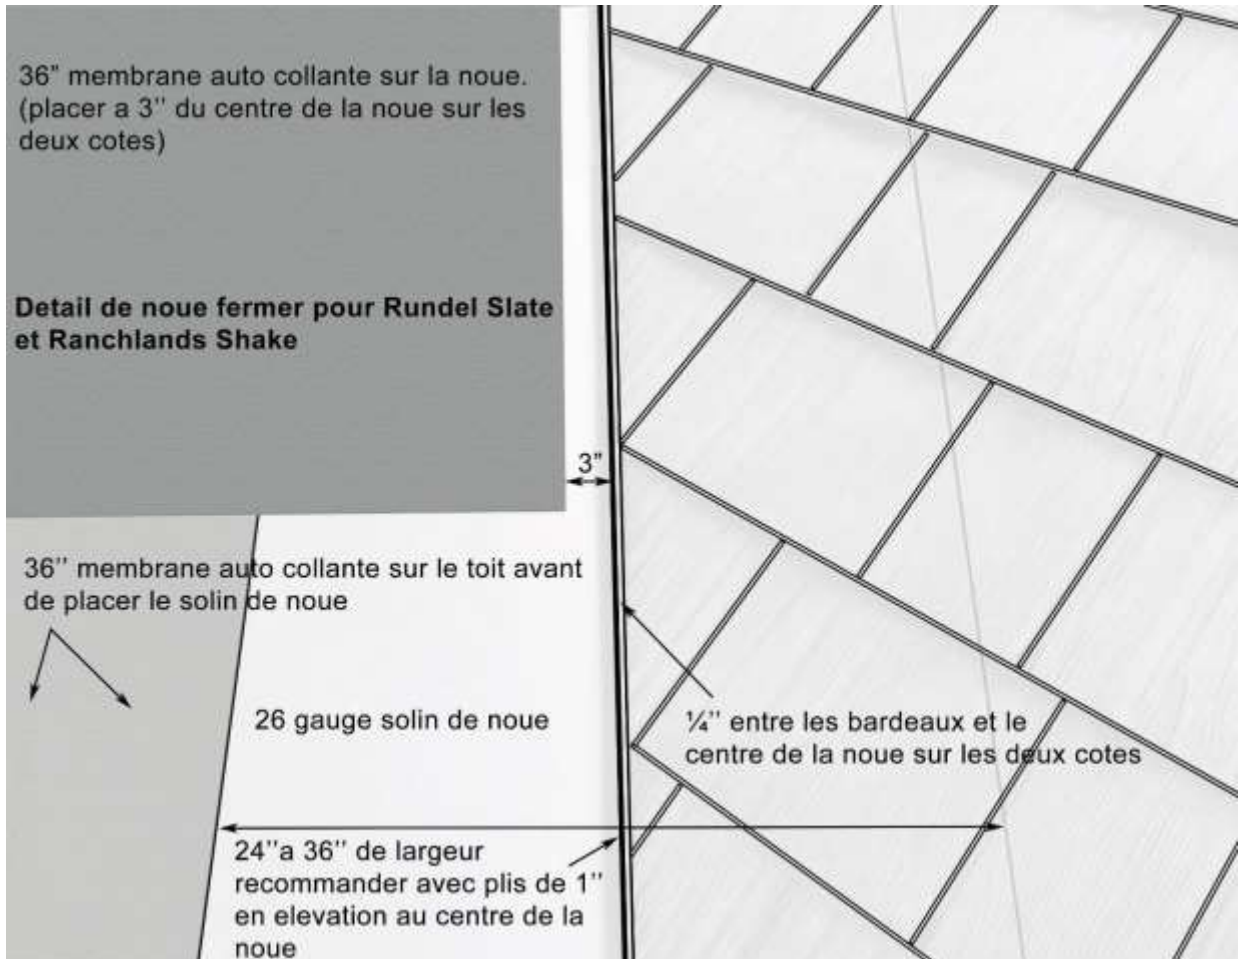 36” membrane auto collante sur la noue.
(placer a 3'' du centre de la noue sur les
deux cotes)
Detail de noue fermer pour Rundel Slate
et Ranchlands Shake
3”
36'' membrane auto collante sur le toit avant
de placer le solin de noue
26 gauge solin de noue
¼'' entre les bardeaux et le
centre de la noue sur les deux cotes
24''a 36'' de largeur
recommander avec plis de 1''
en elevation au centre de la
noue